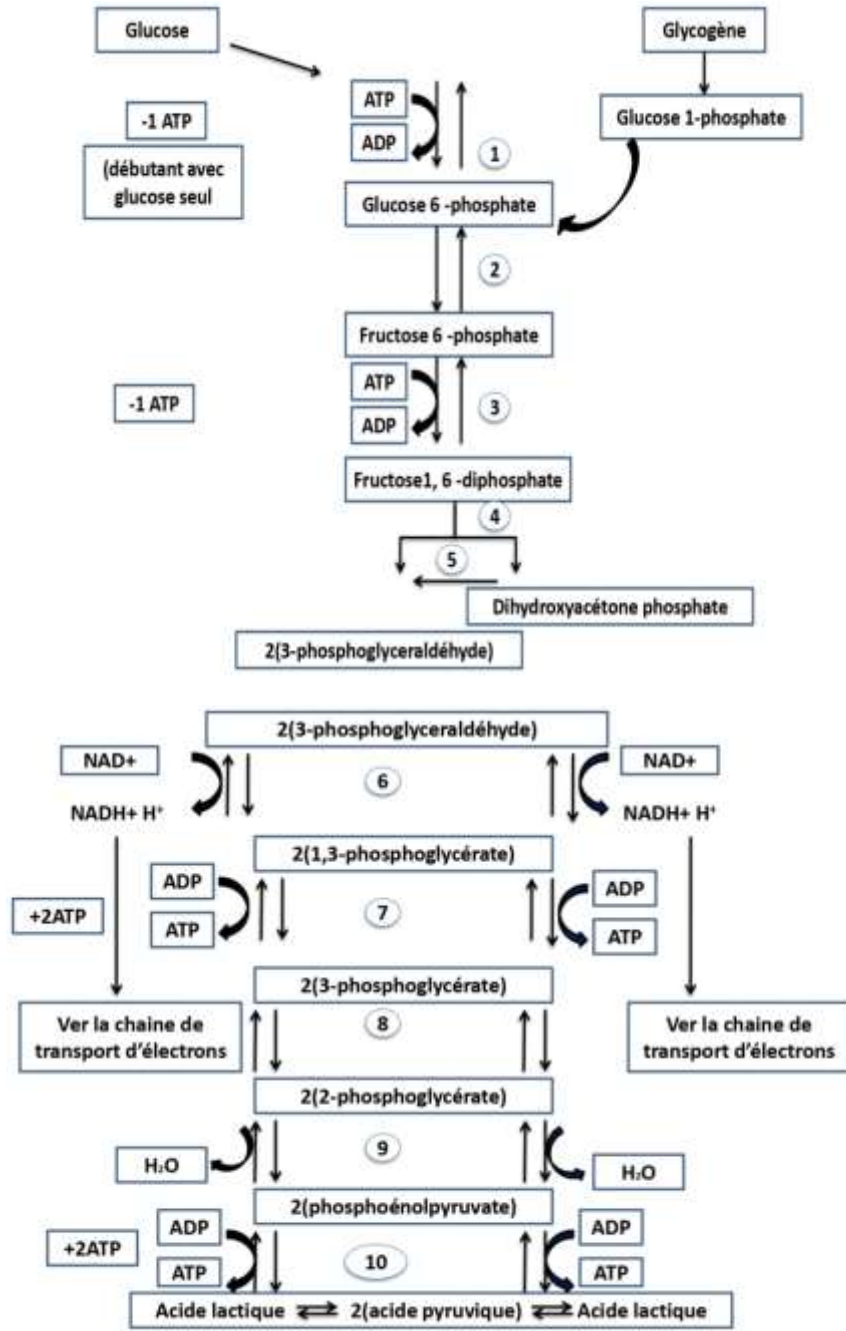 Glucose
Glycogène
ATP
-1 ATP
Glucose 1-phosphate
ADP
1
(débutant avec
glucose seul
Glucose 6 -phosphate
2
Fructose 6 -phosphate
ATP
-1 ATP
3
ADP
Fructose1, 6 -diphosphate
4
5
Dihydroxyacétone phosphate
2(3-phosphoglyceraldéhyde)
2(3-phosphoglyceraldéhyde)
NAD+
NAD+
6
NADH+ H⁺
NADH+ H⁺
2(1,3-phosphoglycérate)
ADP
ADP
+2ATP
7
ATP
ATP
2(3-phosphoglycérate)
Ver la chaine de
transport d'électrons
8
Ver la chaine de
transport d'électrons
2(2-phosphoglycérate)
9
H₂O
H₂O
2(phosphoénolpyruvate)
ADP
ADP
+2ATP
10
ATP
ATP
Acide lactique 2(acide pyruvique) Acide lactique